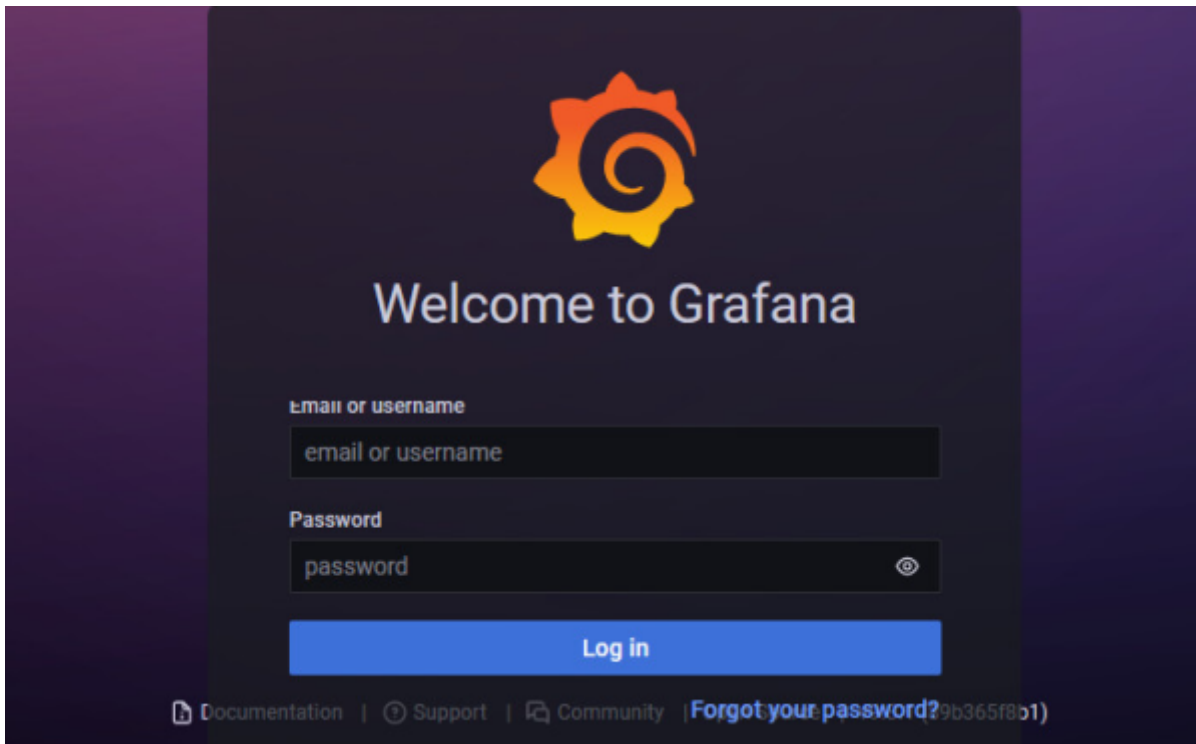 Welcome to Grafana
Email or username
email or username
Password
password
Log in
Forgot your password?
Documentation | Support | Community |